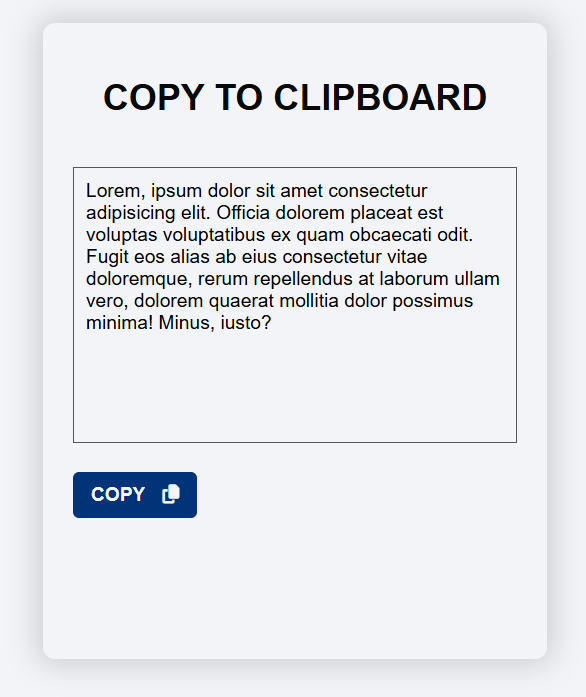 COPY TO CLIPBOARD
Lorem, ipsum dolor sit amet consectetur
adipisicing elit. Officia dolorem placeat est
voluptas voluptatibus ex quam obcaecati odit.
Fugit eos alias ab eius consectetur vitae
doloremque, rerum repellendus at laborum ullam
vero, dolorem quaerat mollitia dolor possimus
minima! Minus, iusto?
COPY